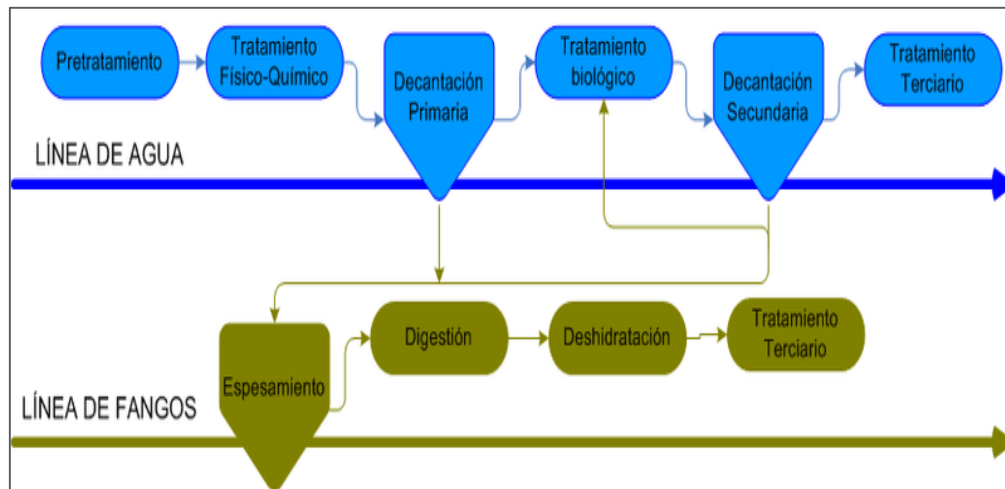 Pretratamiento
Tratamiento
Físico-Químico
Decantación
Primaria
Tratamiento
biológico
Decantación
Secundaria
Tratamiento
Terciario
LÍNEA DE AGUA
Espesamiento
Digestión
Deshidratación
Tratamiento
Terciario
LÍNEA DE FANGOS